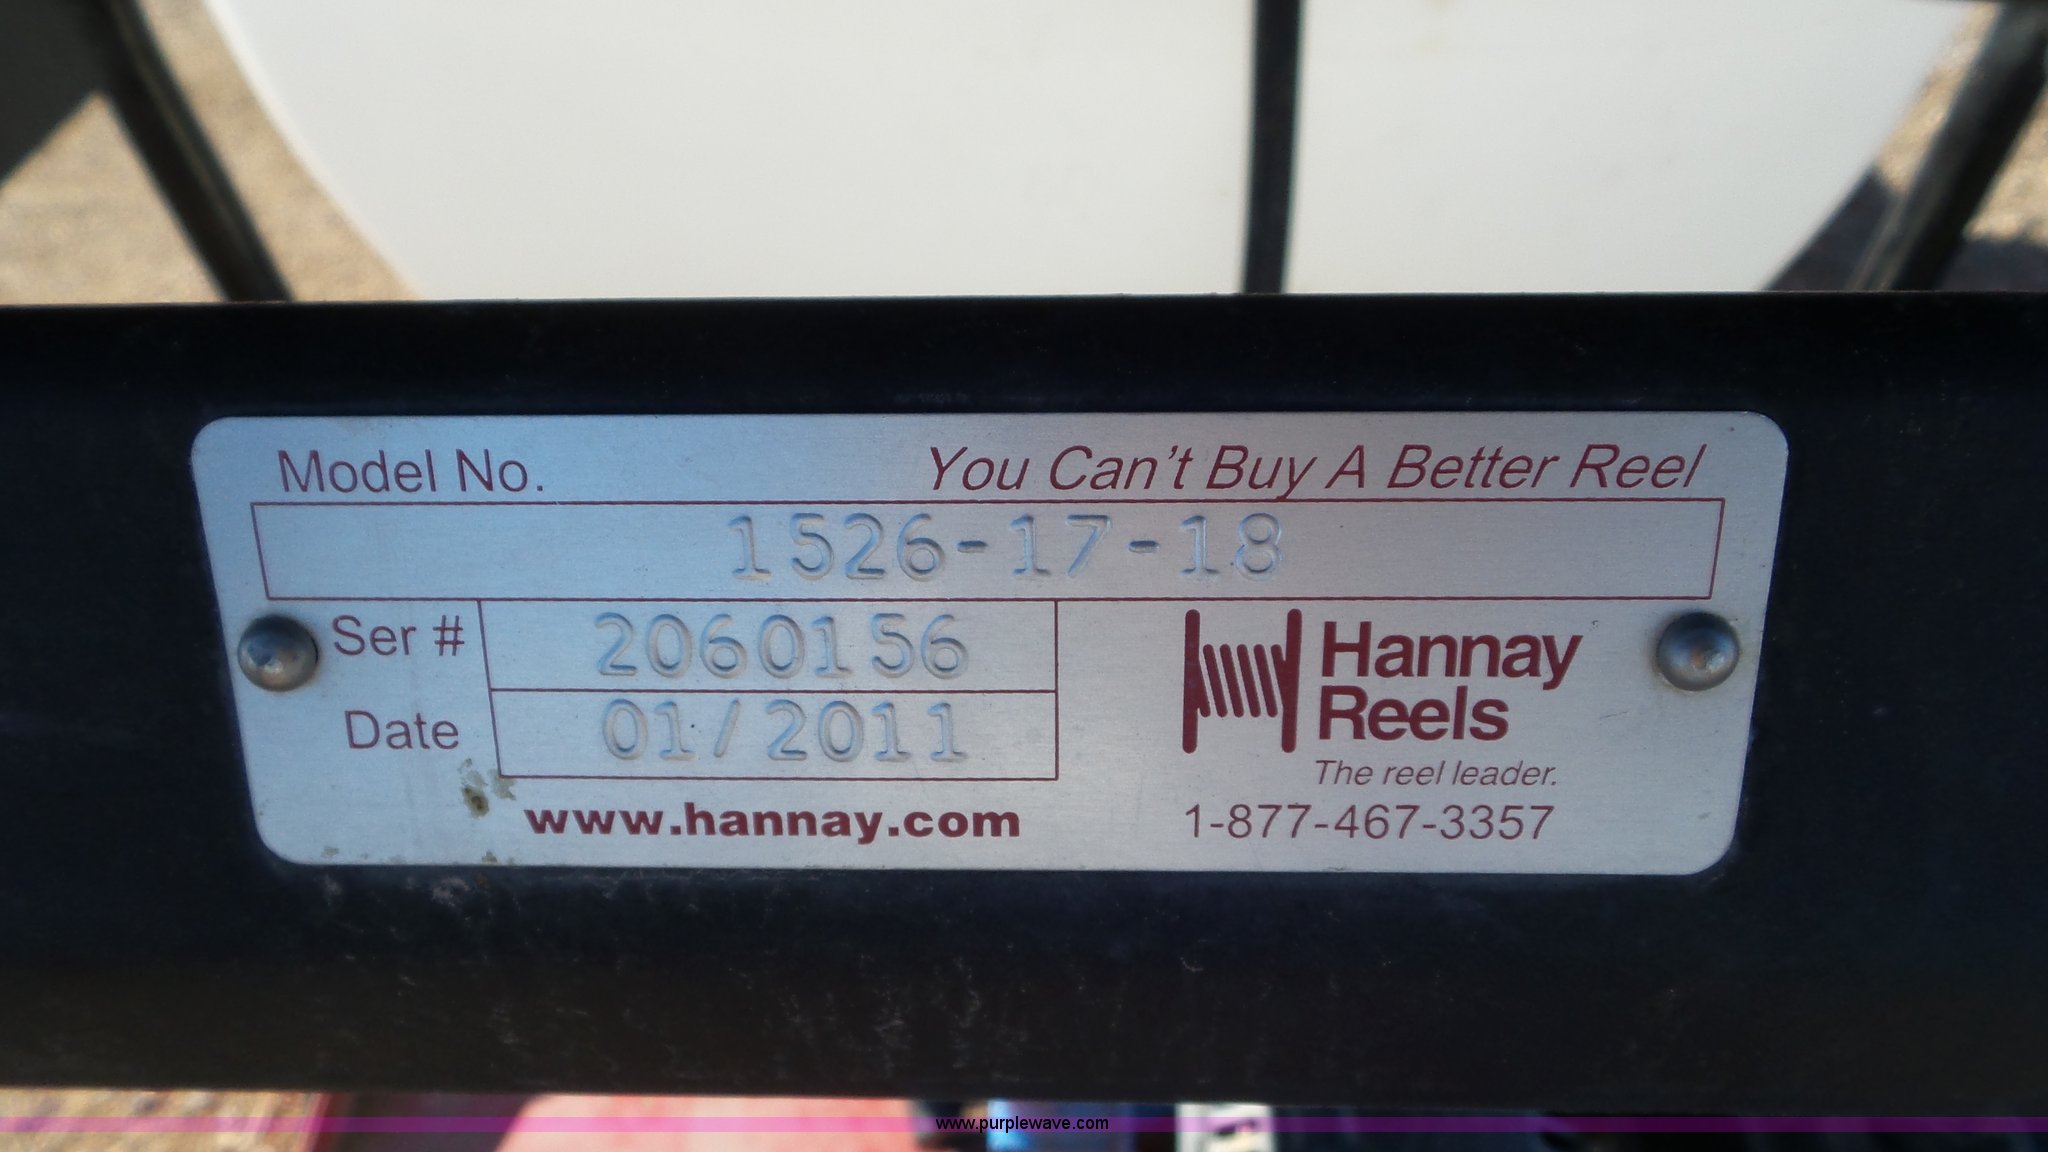 Model No. You Can't Buy A Better Reel
1526-17-18
Ser # 2060156
Date 01/2011
Hannay
Reels
The reel leader.
www.hannay.com
1-877-467-3357
www.purplewave.com